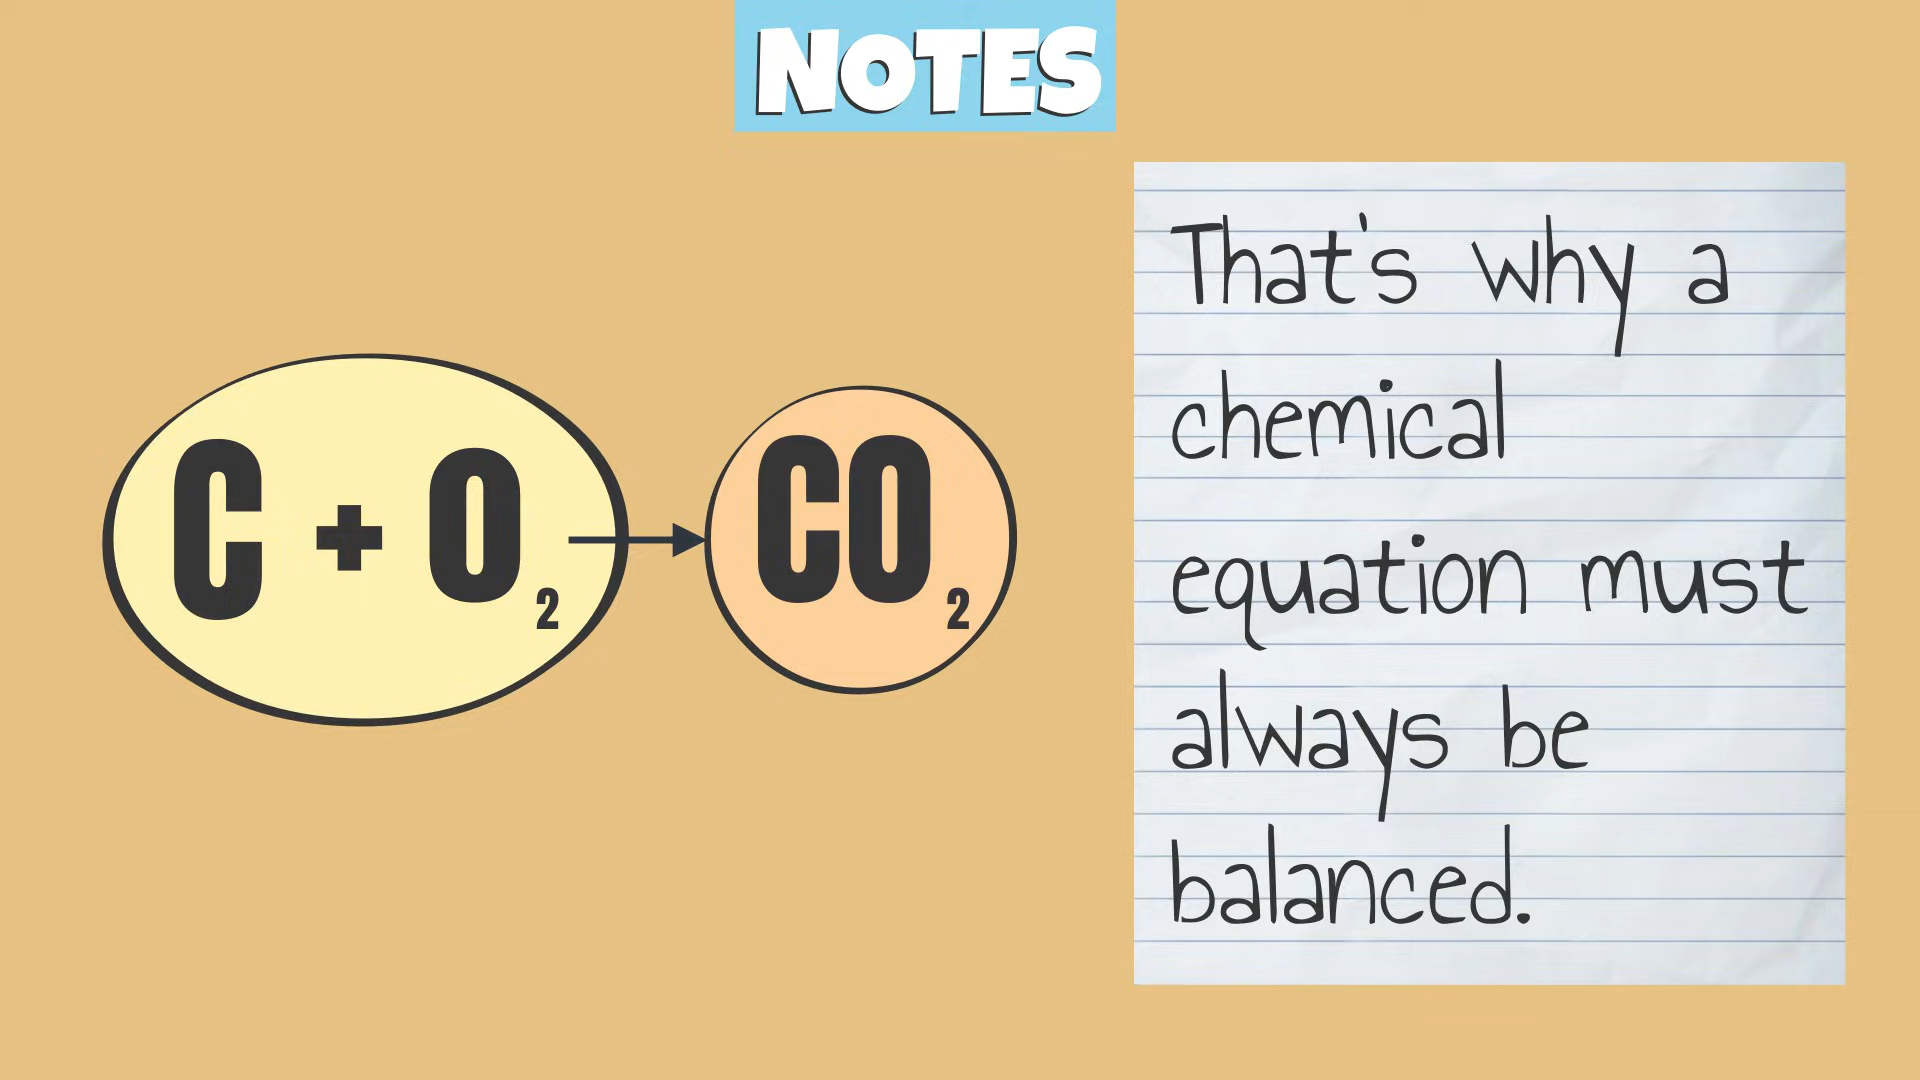 NOTES
C + O₂ → CO₂
That's why a
chemical
equation must
always be
balanced.